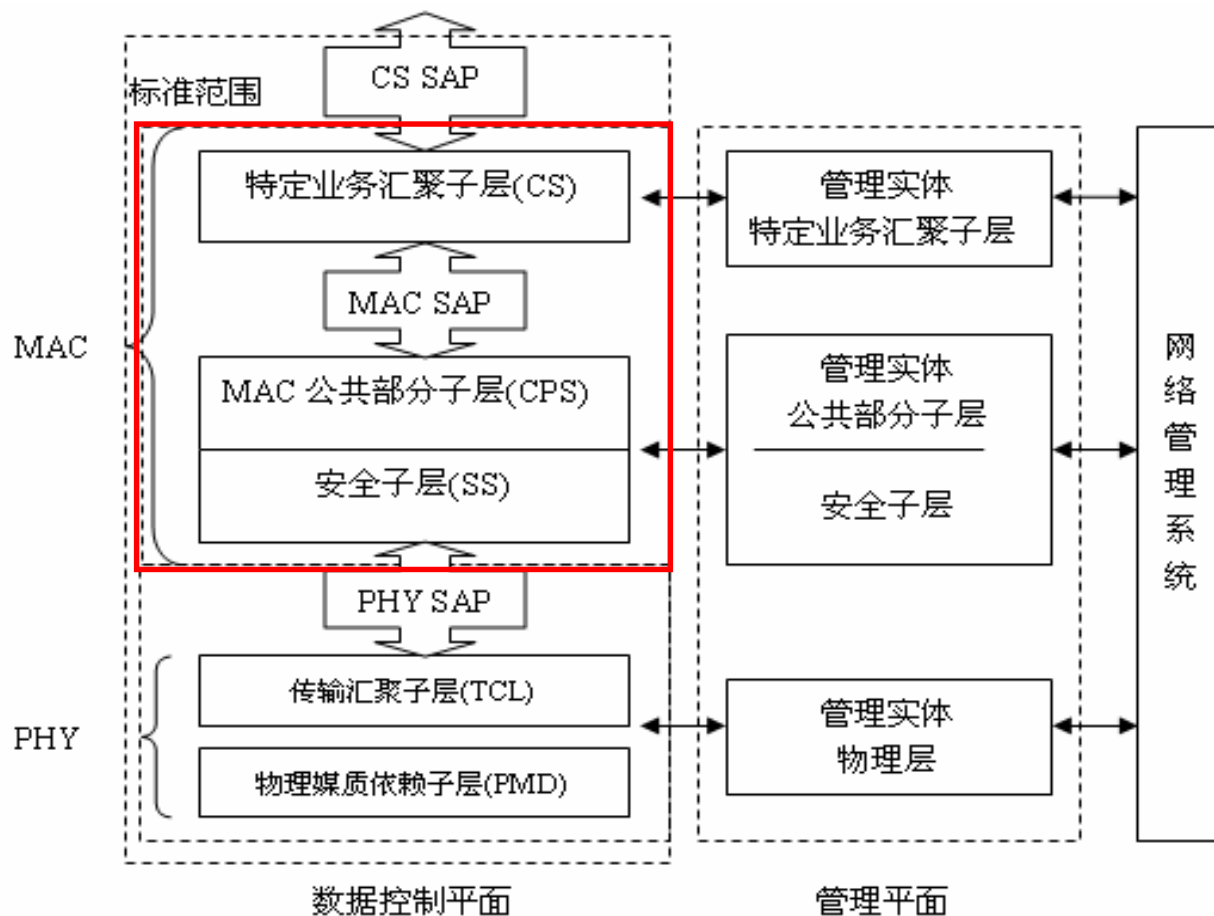 CS SAP
标准范围
特定业务汇聚子层(CS)
管理实体
特定业务汇聚子层
MAC SAP
MAC
MAC 公共部分子层(CPS)
安全子层(SS)
管理实体
公共部分子层
安全子层
网
络
管
理
系
统
PHY SAP
PHY
传输汇聚子层(TCL)
物理媒质依赖子层(PMD)
管理实体
物理层
数据控制平面
管理平面